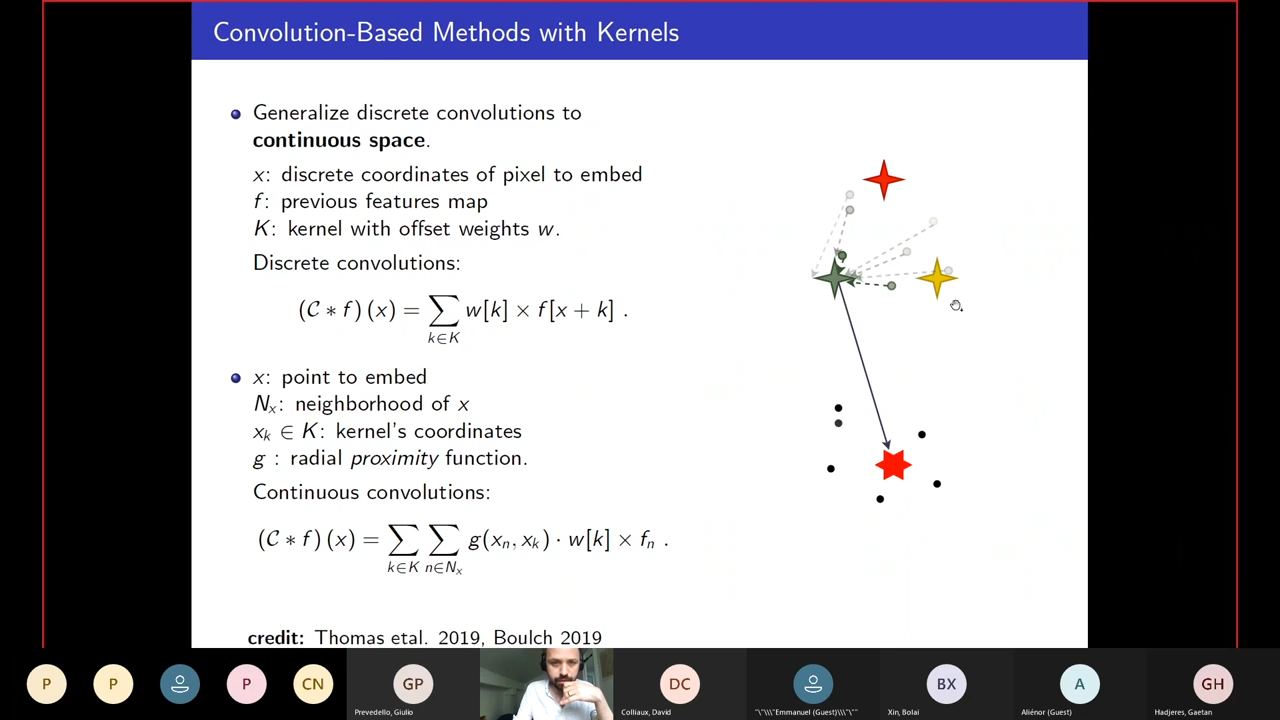 Convolution-Based Methods with Kernels
Generalize discrete convolutions to
continuous space.
x: discrete coordinates of pixel to embed
f: previous features map
K: kernel with offset weights w.
Discrete convolutions:
(C ∗ f) (x) = ∑ w[k] × f[x + k] .
k∈K
x: point to embed
Nₓ: neighborhood of x
xₖ ∈ K: kernel's coordinates
g : radial proximity function.
Continuous convolutions:
(C ∗ f) (x) = ∑ ∑ g(xₙ, xₖ) · w[k] × fₙ .
k∈K n∈Nₓ
credit: Thomas etal. 2019, Boulch 2019
P P P CN GP DC BX A GH
Prevedello, Giulio Colliaux, David "\"\\\"Emmanuel (Guest)\\\"\"" Xin, Bolai Aliénor (Guest) Hadjeres, Gaetan